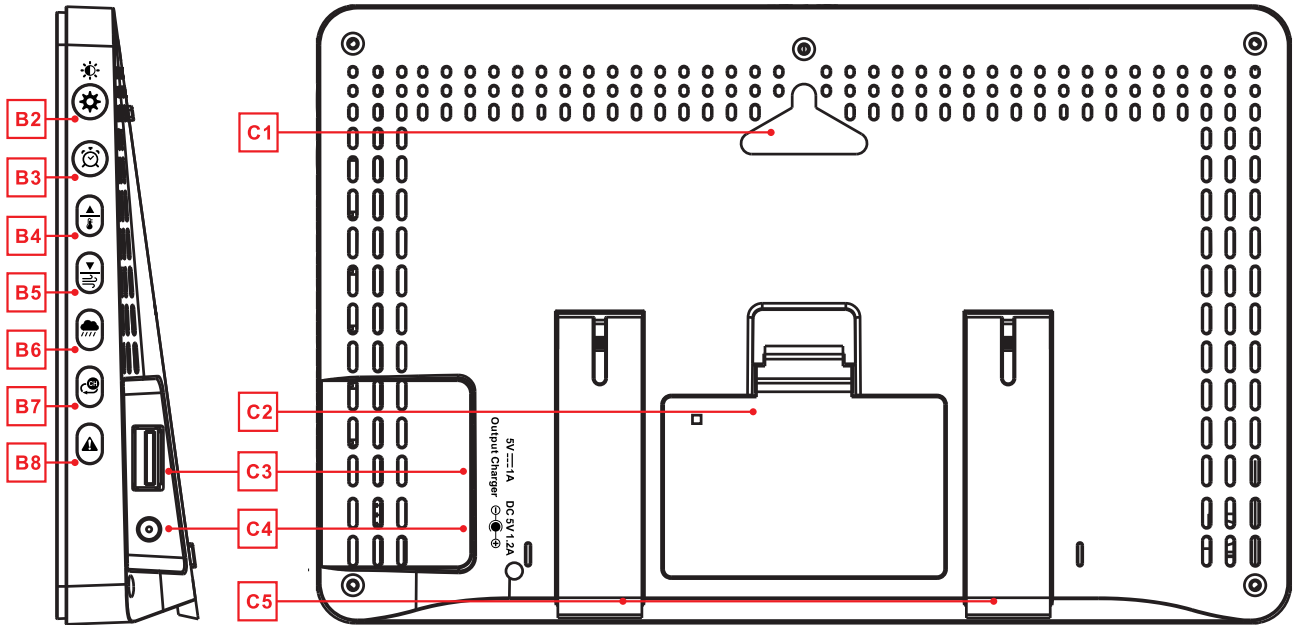 B2
B3
B4
B5
B6
B7
B8
CH
C1
C2
C3
C4
C5
5V⎓1A
Output Charger
DC 5V 1.2A